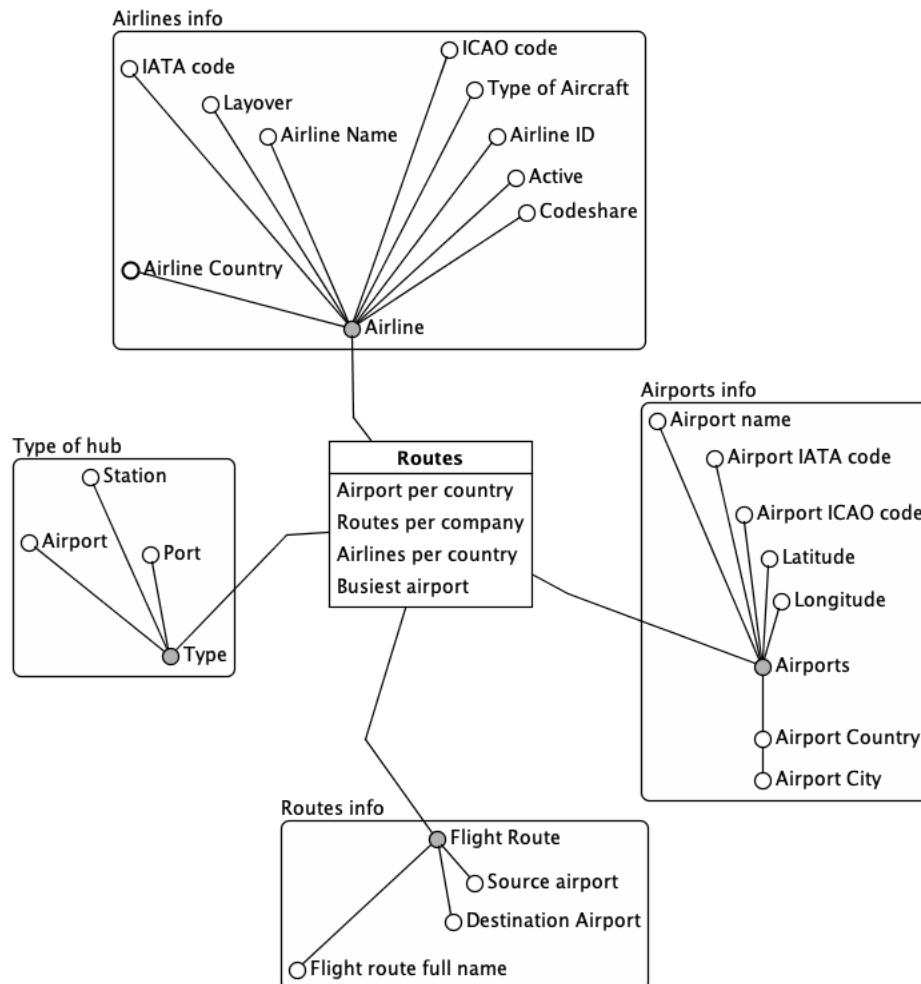 Airlines info
ICAO code
IATA code
Type of Aircraft
Layover
Airline Name
Airline ID
Active
Codeshare
Airline Country
Airline
Airports info
Airport name
Type of hub
Routes
Station
Airport IATA code
Airport per country
Airport ICAO code
Routes per company
Airport
Port
Airlines per country
Latitude
Busiest airport
Longitude
Type
Airports
Airport Country
Airport City
Routes info
Flight Route
Source airport
Destination Airport
Flight route full name